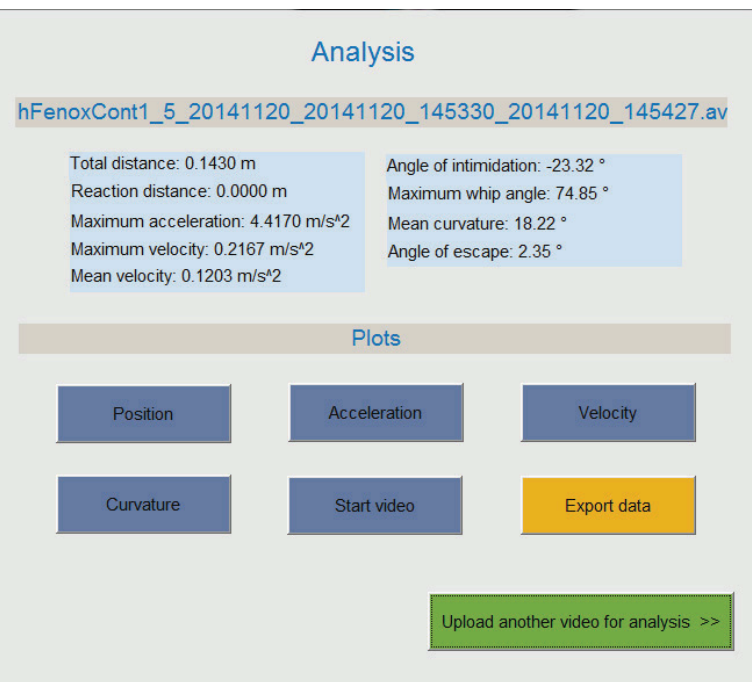 Analysis
hFenoxCont1_5_20141120_20141120_145330_20141120_145427.av
Total distance: 0.1430 m
Reaction distance: 0.0000 m
Maximum acceleration: 4.4170 m/s^2
Maximum velocity: 0.2167 m/s^2
Mean velocity: 0.1203 m/s^2
Angle of intimidation: -23.32 °
Maximum whip angle: 74.85 °
Mean curvature: 18.22 °
Angle of escape: 2.35 °
Plots
Position
Acceleration
Velocity
Curvature
Start video
Export data
Upload another video for analysis >>